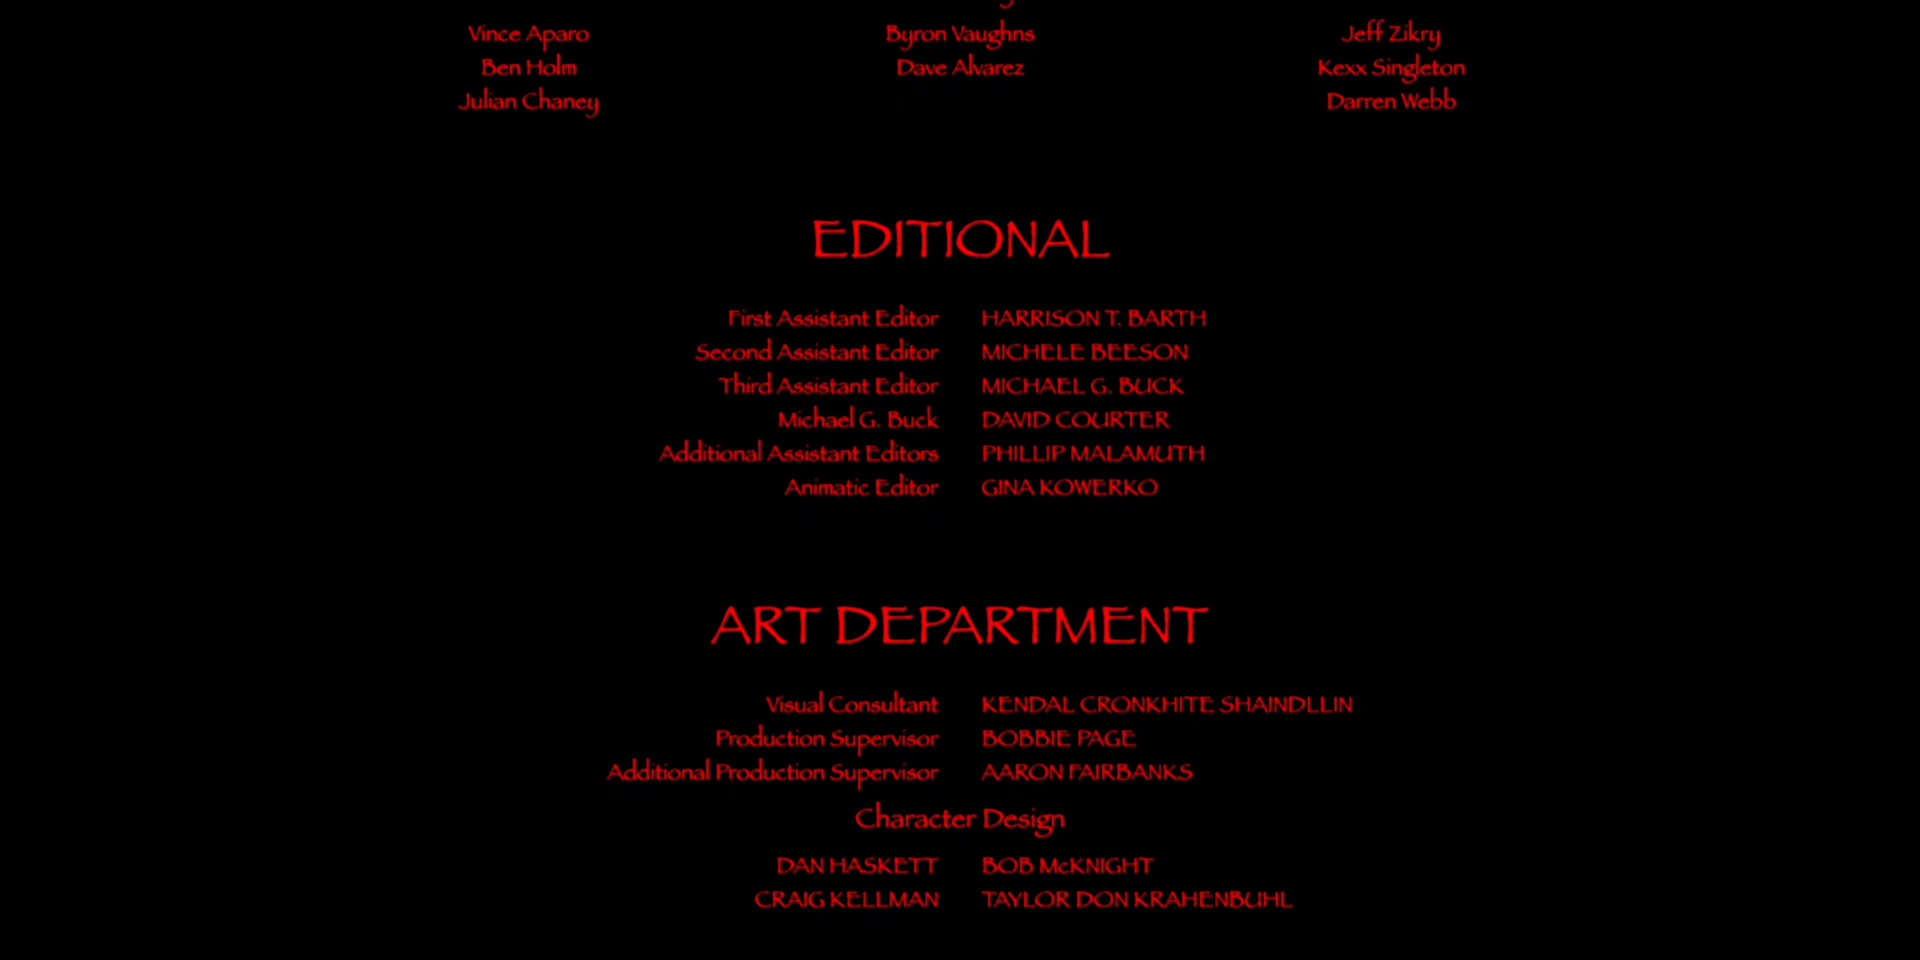 Vince Aparo Byron Vaughns Jeff Zikry
Ben Holm Dave Alvarez Kexx Singleton
Julian Chaney Darren Webb
EDITIONAL
First Assistant Editor HARRISON T. BARTH
Second Assistant Editor MICHELE BEESON
Third Assistant Editor MICHAEL G. BUCK
Michael G. Buck DAVID COURTER
Additional Assistant Editors PHILLIP MALAMUTH
Animatic Editor GINA KOWERKO
ART DEPARTMENT
Visual Consultant KENDAL CRONKHITE SHAINDLLIN
Production Supervisor BOBBIE PAGE
Additional Production Supervisor AARON FAIRBANKS
Character Design
DAN HASKETT BOB McKNIGHT
CRAIG KELLMAN TAYLOR DON KRAHENBUHL